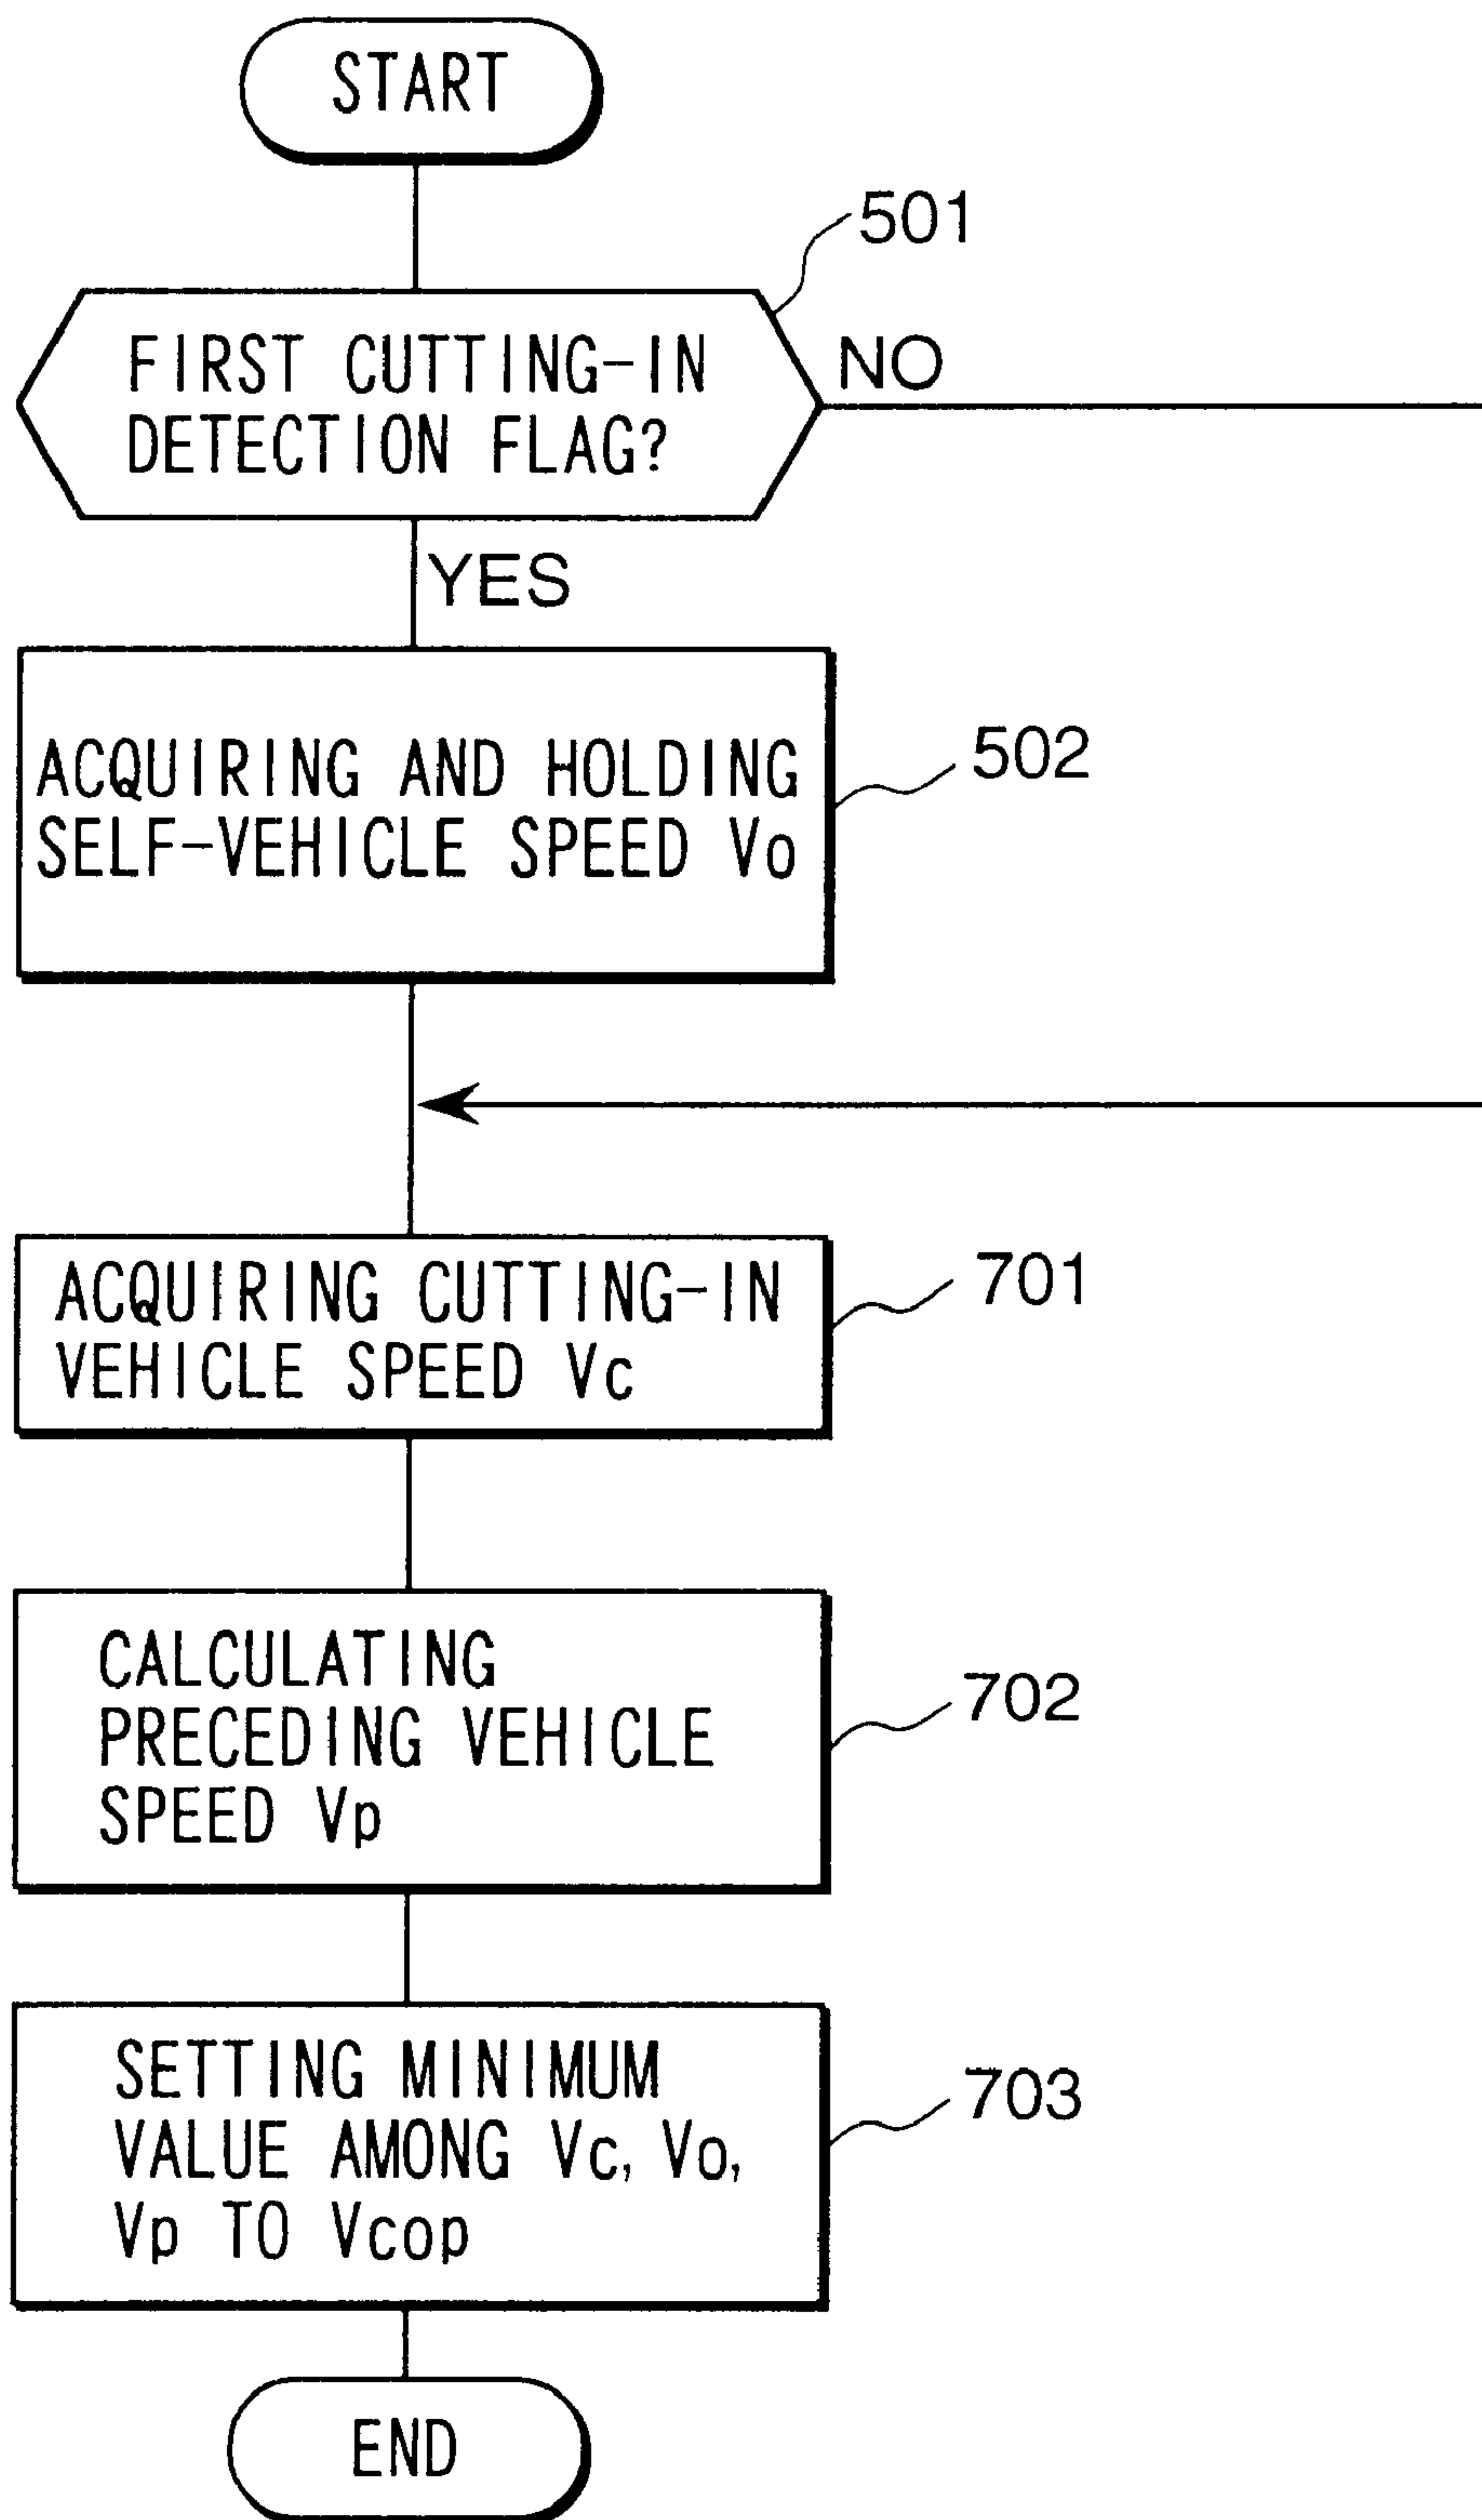 START
501
FIRST CUTTING-IN
DETECTION FLAG?
NO
YES
ACQUIRING AND HOLDING
SELF-VEHICLE SPEED Vo
502
ACQUIRING CUTTING-IN
VEHICLE SPEED Vc
701
CALCULATING
PRECEDING VEHICLE
SPEED Vp
702
SETTING MINIMUM
VALUE AMONG Vc, Vo,
Vp TO Vcop
703
END